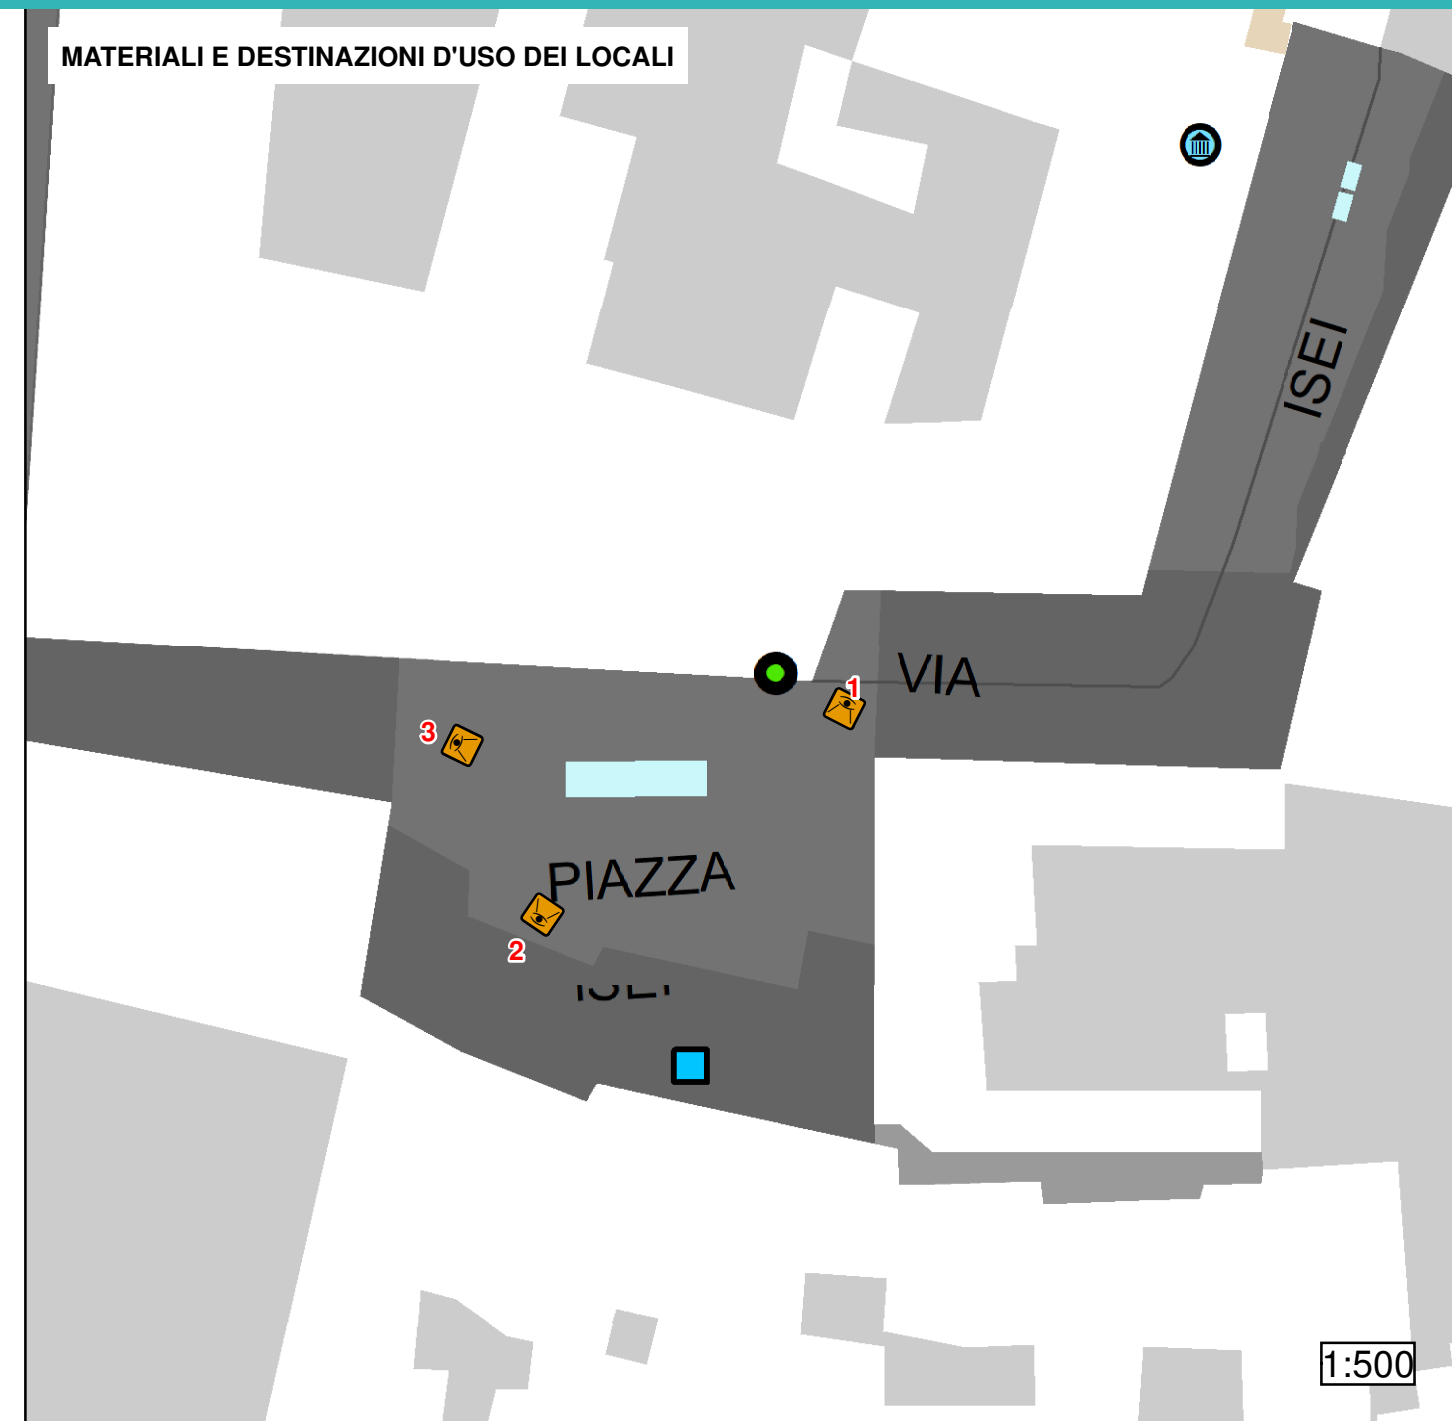 MATERIALI E DESTINAZIONI D'USO DEI LOCALI
ISEI
VIA
1
3
PIAZZA
2
1:500